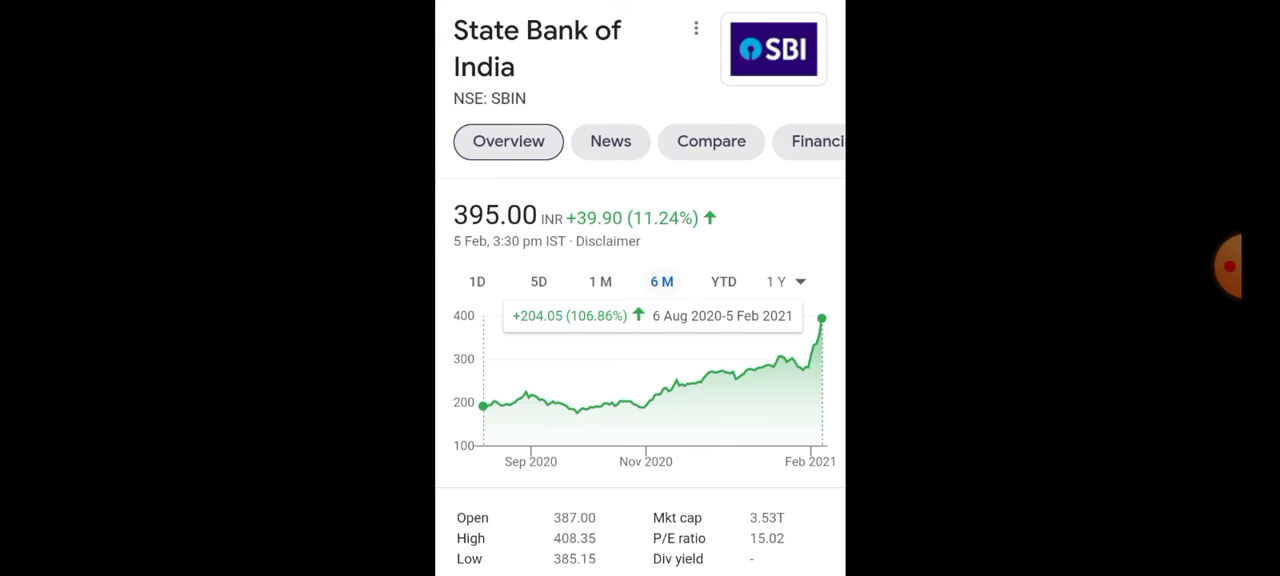 State Bank of
India
SBI
NSE: SBIN
Overview News Compare Financi
395.00 INR +39.90 (11.24%)
5 Feb, 3:30 pm IST · Disclaimer
1D 5D 1 M 6 M YTD 1 Y
+204.05 (106.86%) 6 Aug 2020-5 Feb 2021
400
300
200
100
Sep 2020 Nov 2020 Feb 2021
Open 387.00 Mkt cap 3.53T
High 408.35 P/E ratio 15.02
Low 385.15 Div yield -